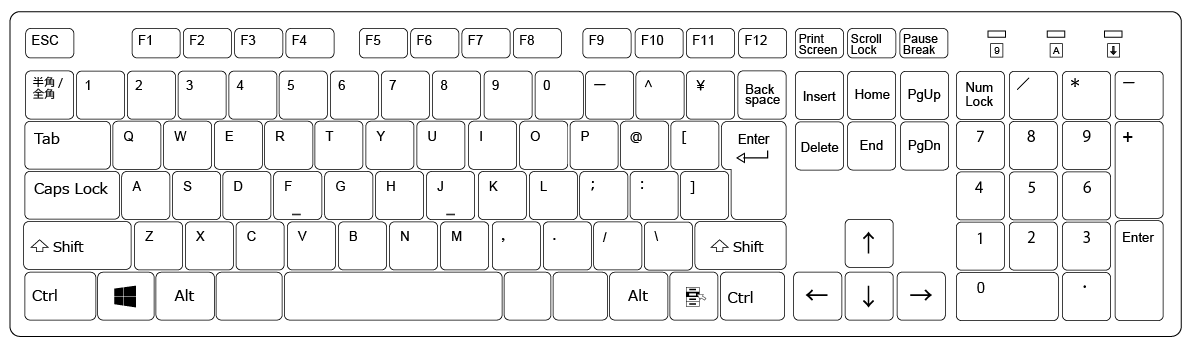 ESC F1 F2 F3 F4 F5 F6 F7 F8 F9 F10 F11 F12 Print Scroll Pause
Screen Lock Break 9 A
半角/ 1 2 3 4 5 6 7 8 9 0 ー ^ ¥ Back Insert Home PgUp Num ／ * ー
全角 space Lock
Tab Q W E R T Y U I O P @ [ Enter Delete End PgDn 7 8 9 +
Caps Lock A S D F G H J K L ; : ] 4 5 6
Shift Z X C V B N M , . / \ Shift ↑ 1 2 3 Enter
Ctrl Alt Alt Ctrl ← ↓ → 0 .